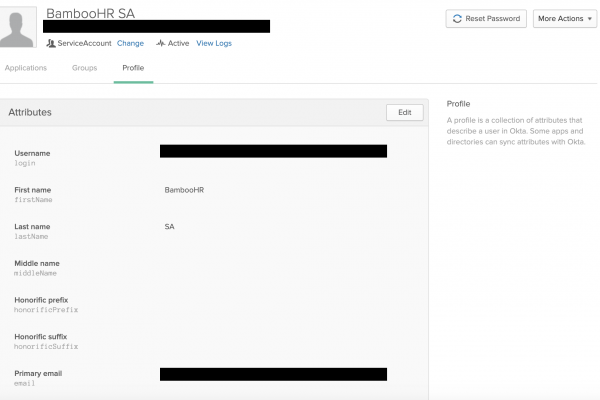 BambooHR SA
Reset Password
More Actions
ServiceAccount Change Active View Logs
Applications Groups Profile
Attributes
Edit
Profile
A profile is a collection of attributes that
describe a user in Okta. Some apps and
directories can sync attributes with Okta.
Username
login
First name
BambooHR
firstName
Last name
SA
lastName
Middle name
middleName
Honorific prefix
honorificPrefix
Honorific suffix
honorificSuffix
Primary email
email